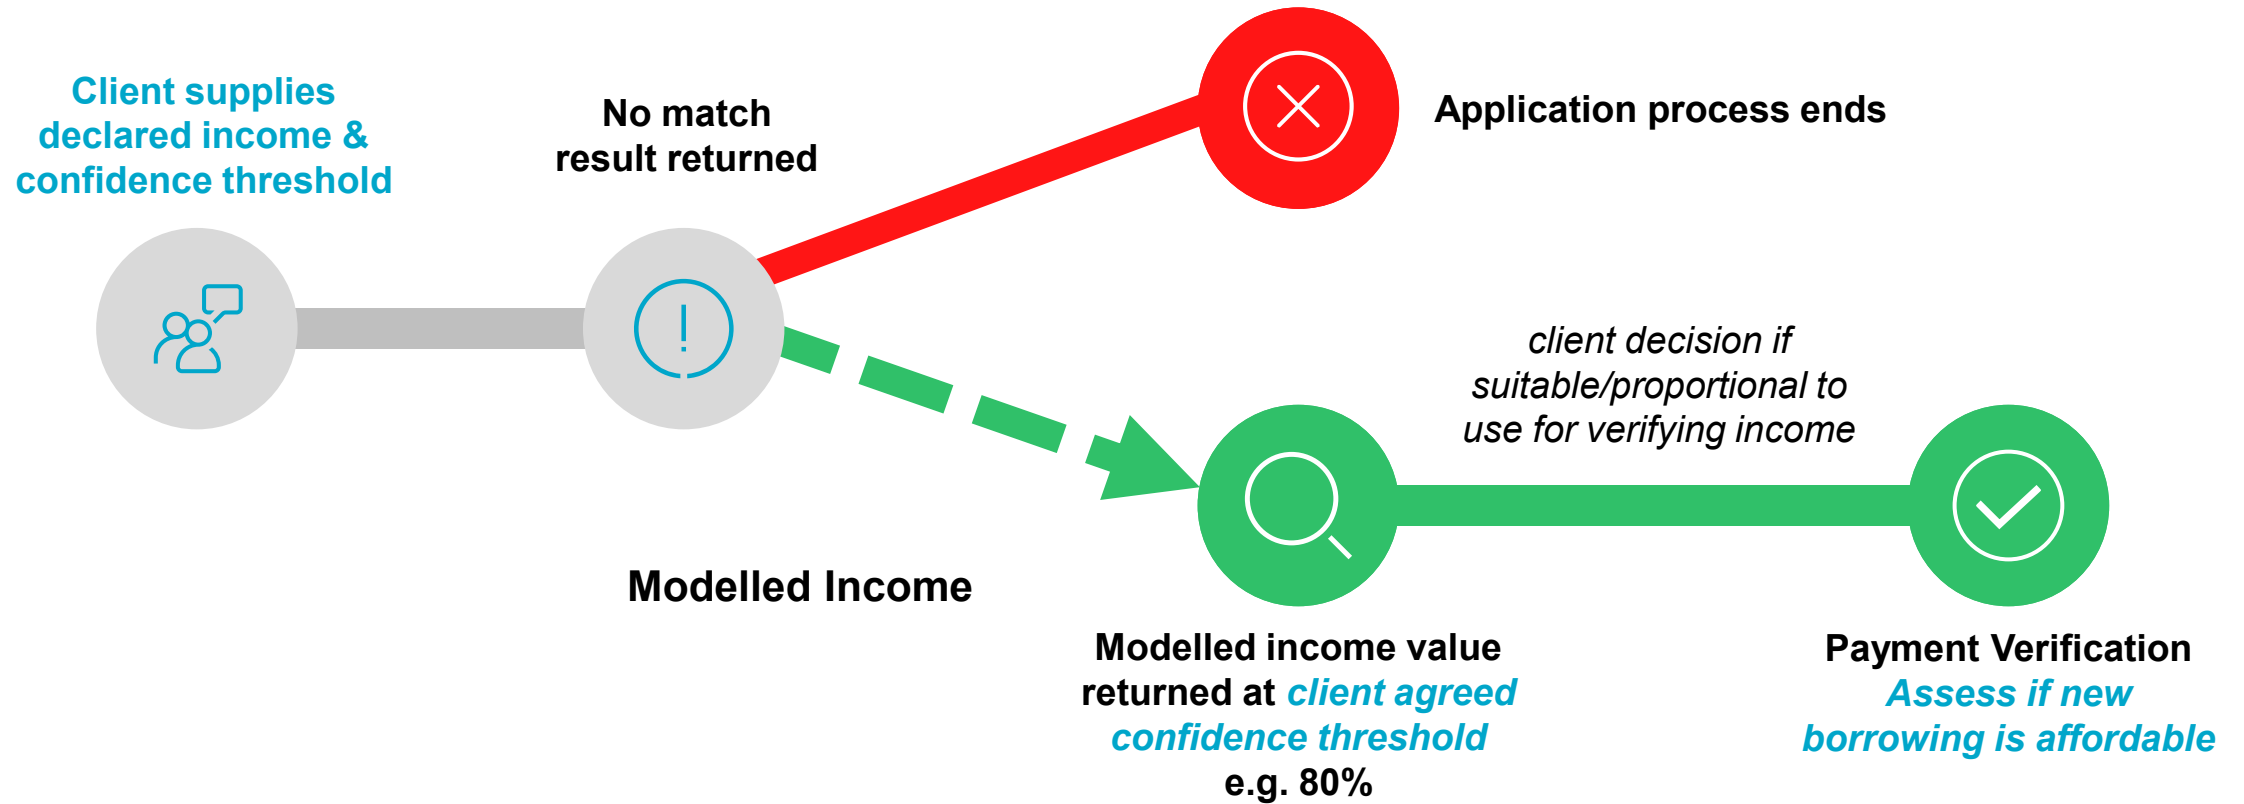 Client supplies
declared income &
confidence threshold
No match
result returned
Application process ends
client decision if
suitable/proportional to
use for verifying income
Modelled Income
Modelled income value
returned at client agreed
confidence threshold
e.g. 80%
Payment Verification
Assess if new
borrowing is affordable